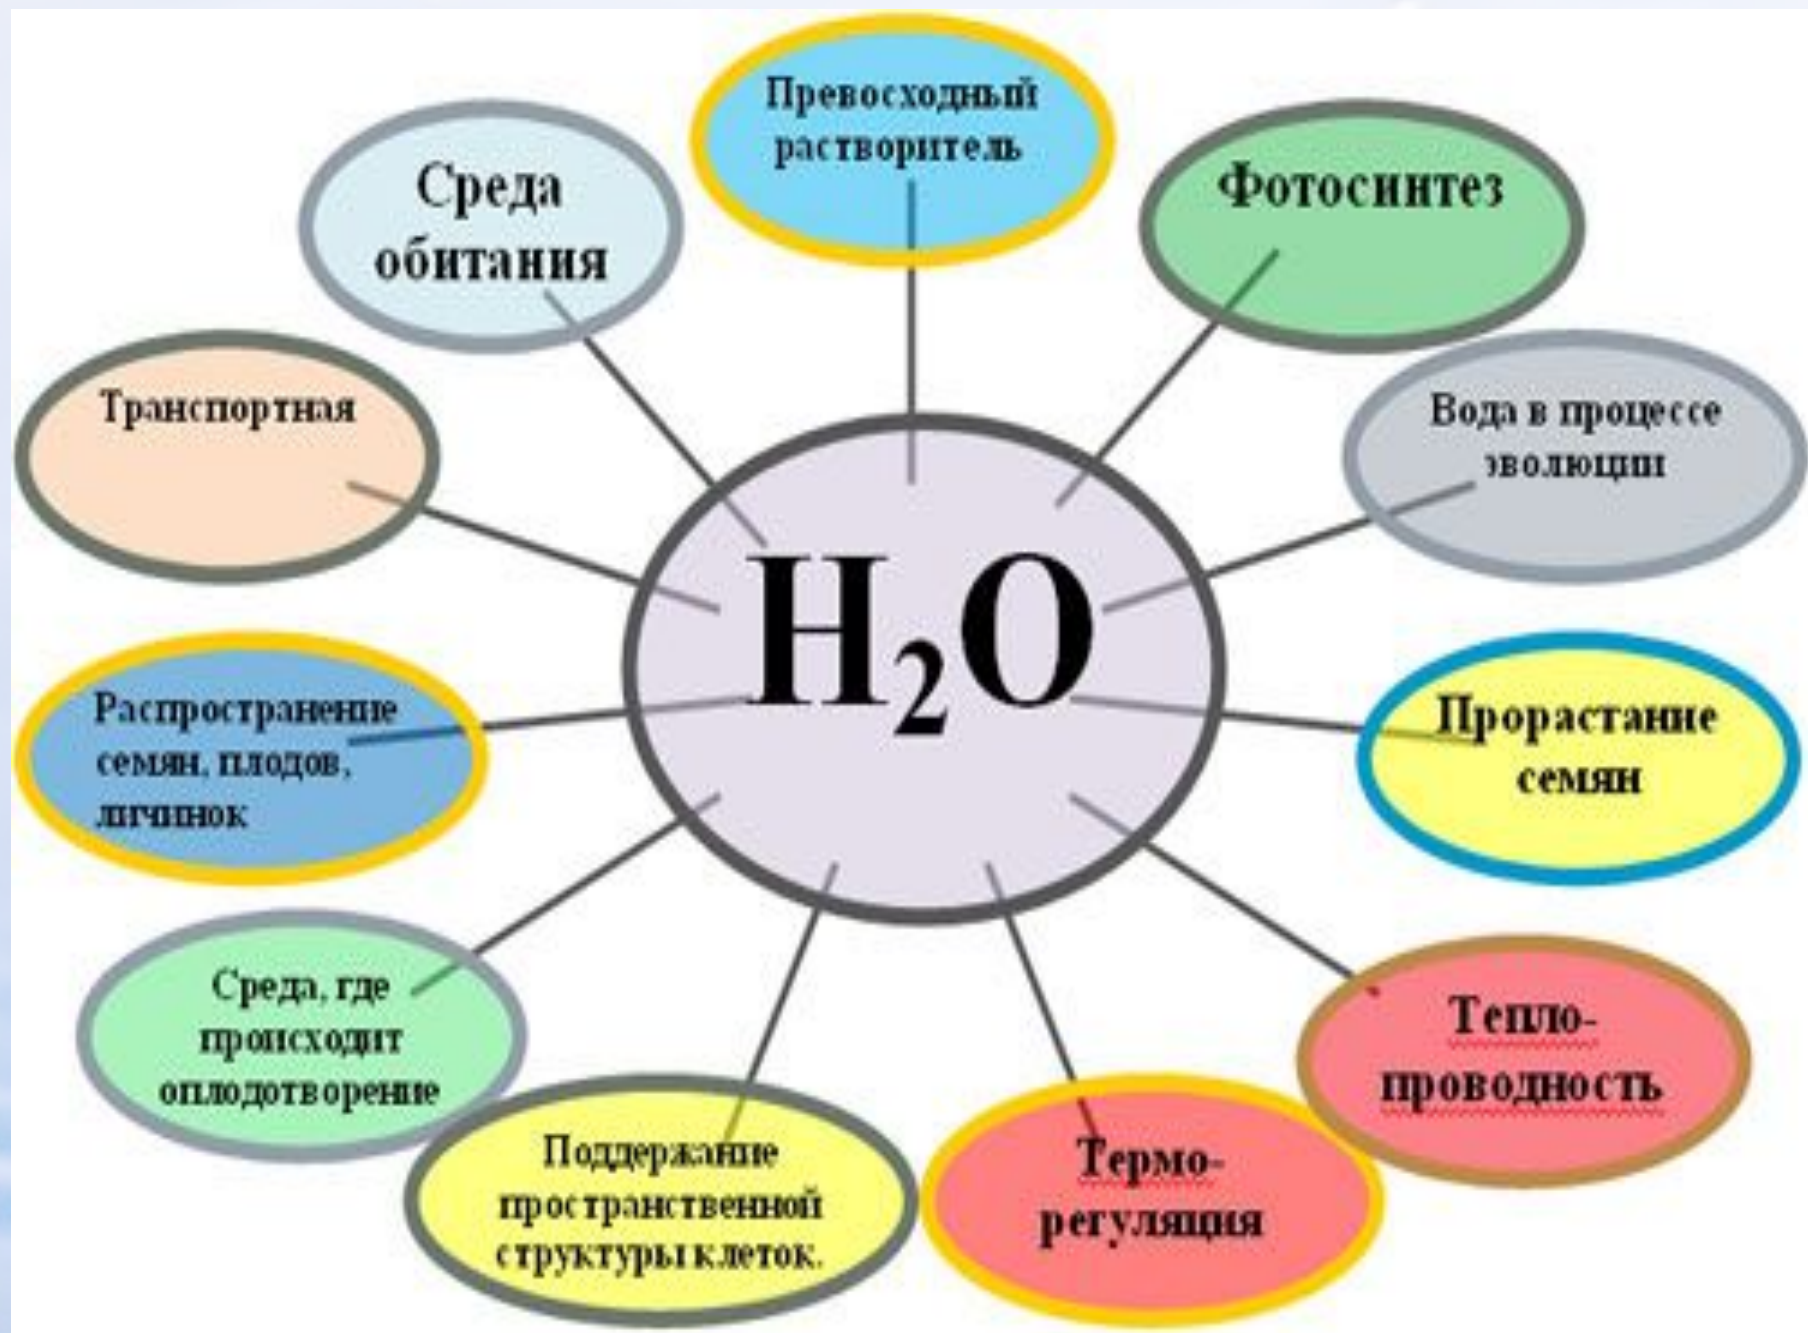 Превосходный
растворитель
Фотосинтез
Вода в процессе
эволюции
Прорастание
семян
Тепло-
проводность
Термо-
регуляция
Поддержание
пространственной
структуры клеток.
Среда, где
происходит
оплодотворение
Распространение
семян, плодов,
личинок
Транспортная
Среда
обитания
H₂O